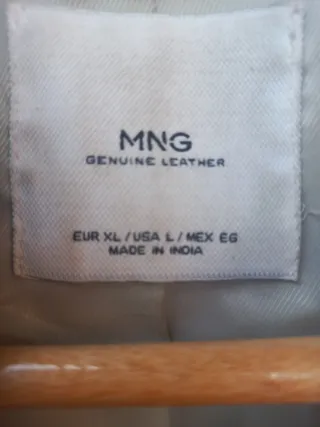 MNG
GENUINE LEATHER
EUR XL / USA L / MEX EG
MADE IN INDIA